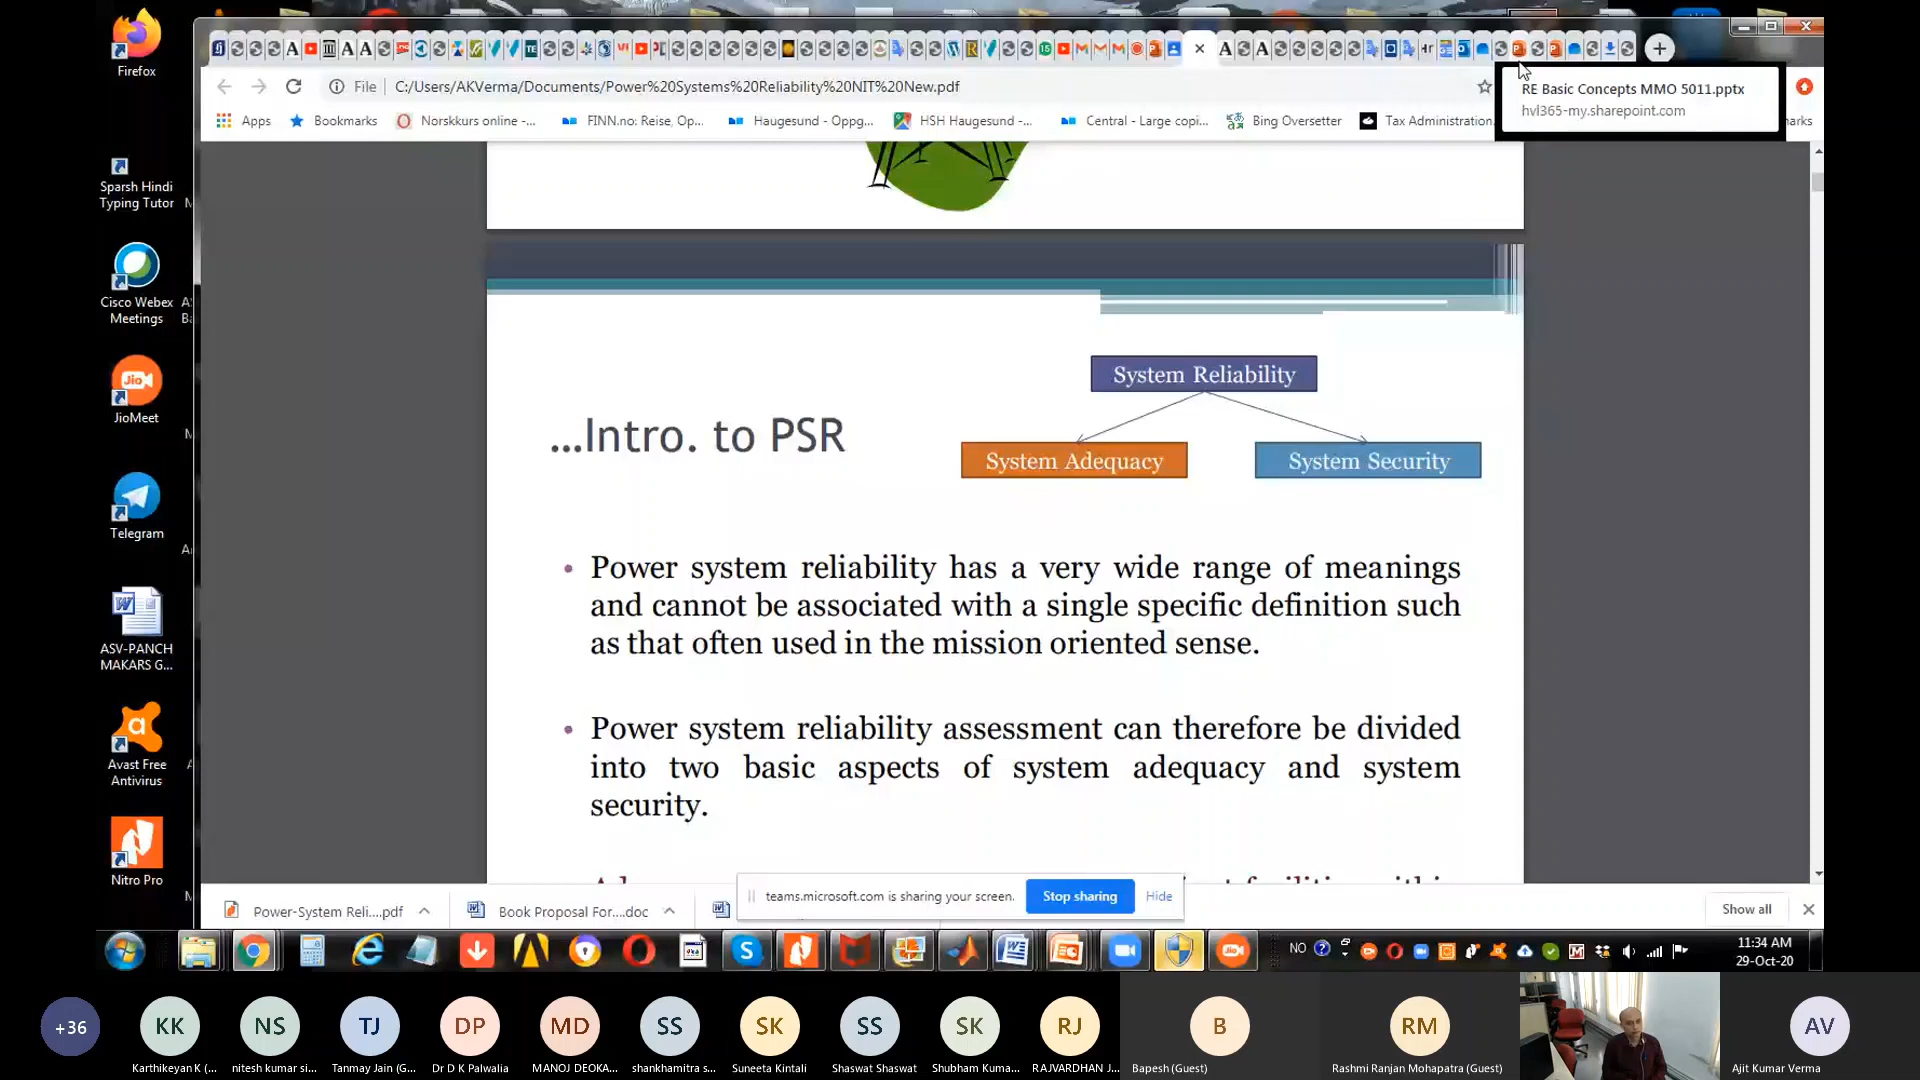 Firefox
File
C:/Users/AKVerma/Documents/Power%20Systems%20Reliability%20NIT%20New.pdf
RE Basic Concepts MMO 5011.pptx
hvl365-my.sharepoint.com
Apps
Bookmarks
Norskkurs online -...
FINN.no: Reise, Op...
Haugesund - Oppg...
HSH Haugesund -...
Central - Large copi...
Bing Oversetter
Tax Administration
Sparsh Hindi
Typing Tutor
Cisco Webex
Meetings
JioMeet
Telegram
ASV-PANCH
MAKARS G...
Avast Free
Antivirus
Nitro Pro
System Reliability
...Intro. to PSR
System Adequacy
System Security
• Power system reliability has a very wide range of meanings
and cannot be associated with a single specific definition such
as that often used in the mission oriented sense.
• Power system reliability assessment can therefore be divided
into two basic aspects of system adequacy and system
security.
teams.microsoft.com is sharing your screen.
Stop sharing
Hide
Power-System Reli....pdf
Book Proposal For....doc
Show all
NO
11:34 AM
29-Oct-20
+36
KK
NS
TJ
DP
MD
SS
SK
SS
SK
RJ
B
RM
AV
Karthikeyan K (...
nitesh kumar si...
Tanmay Jain (G...
Dr D K Palwalia
MANOJ DEOKA...
shankhamitra s...
Suneeta Kintali
Shaswat Shaswat
Shubham Kuma...
RAJVARDHAN J...
Bapesh (Guest)
Rashmi Ranjan Mohapatra (Guest)
Ajit Kumar Verma